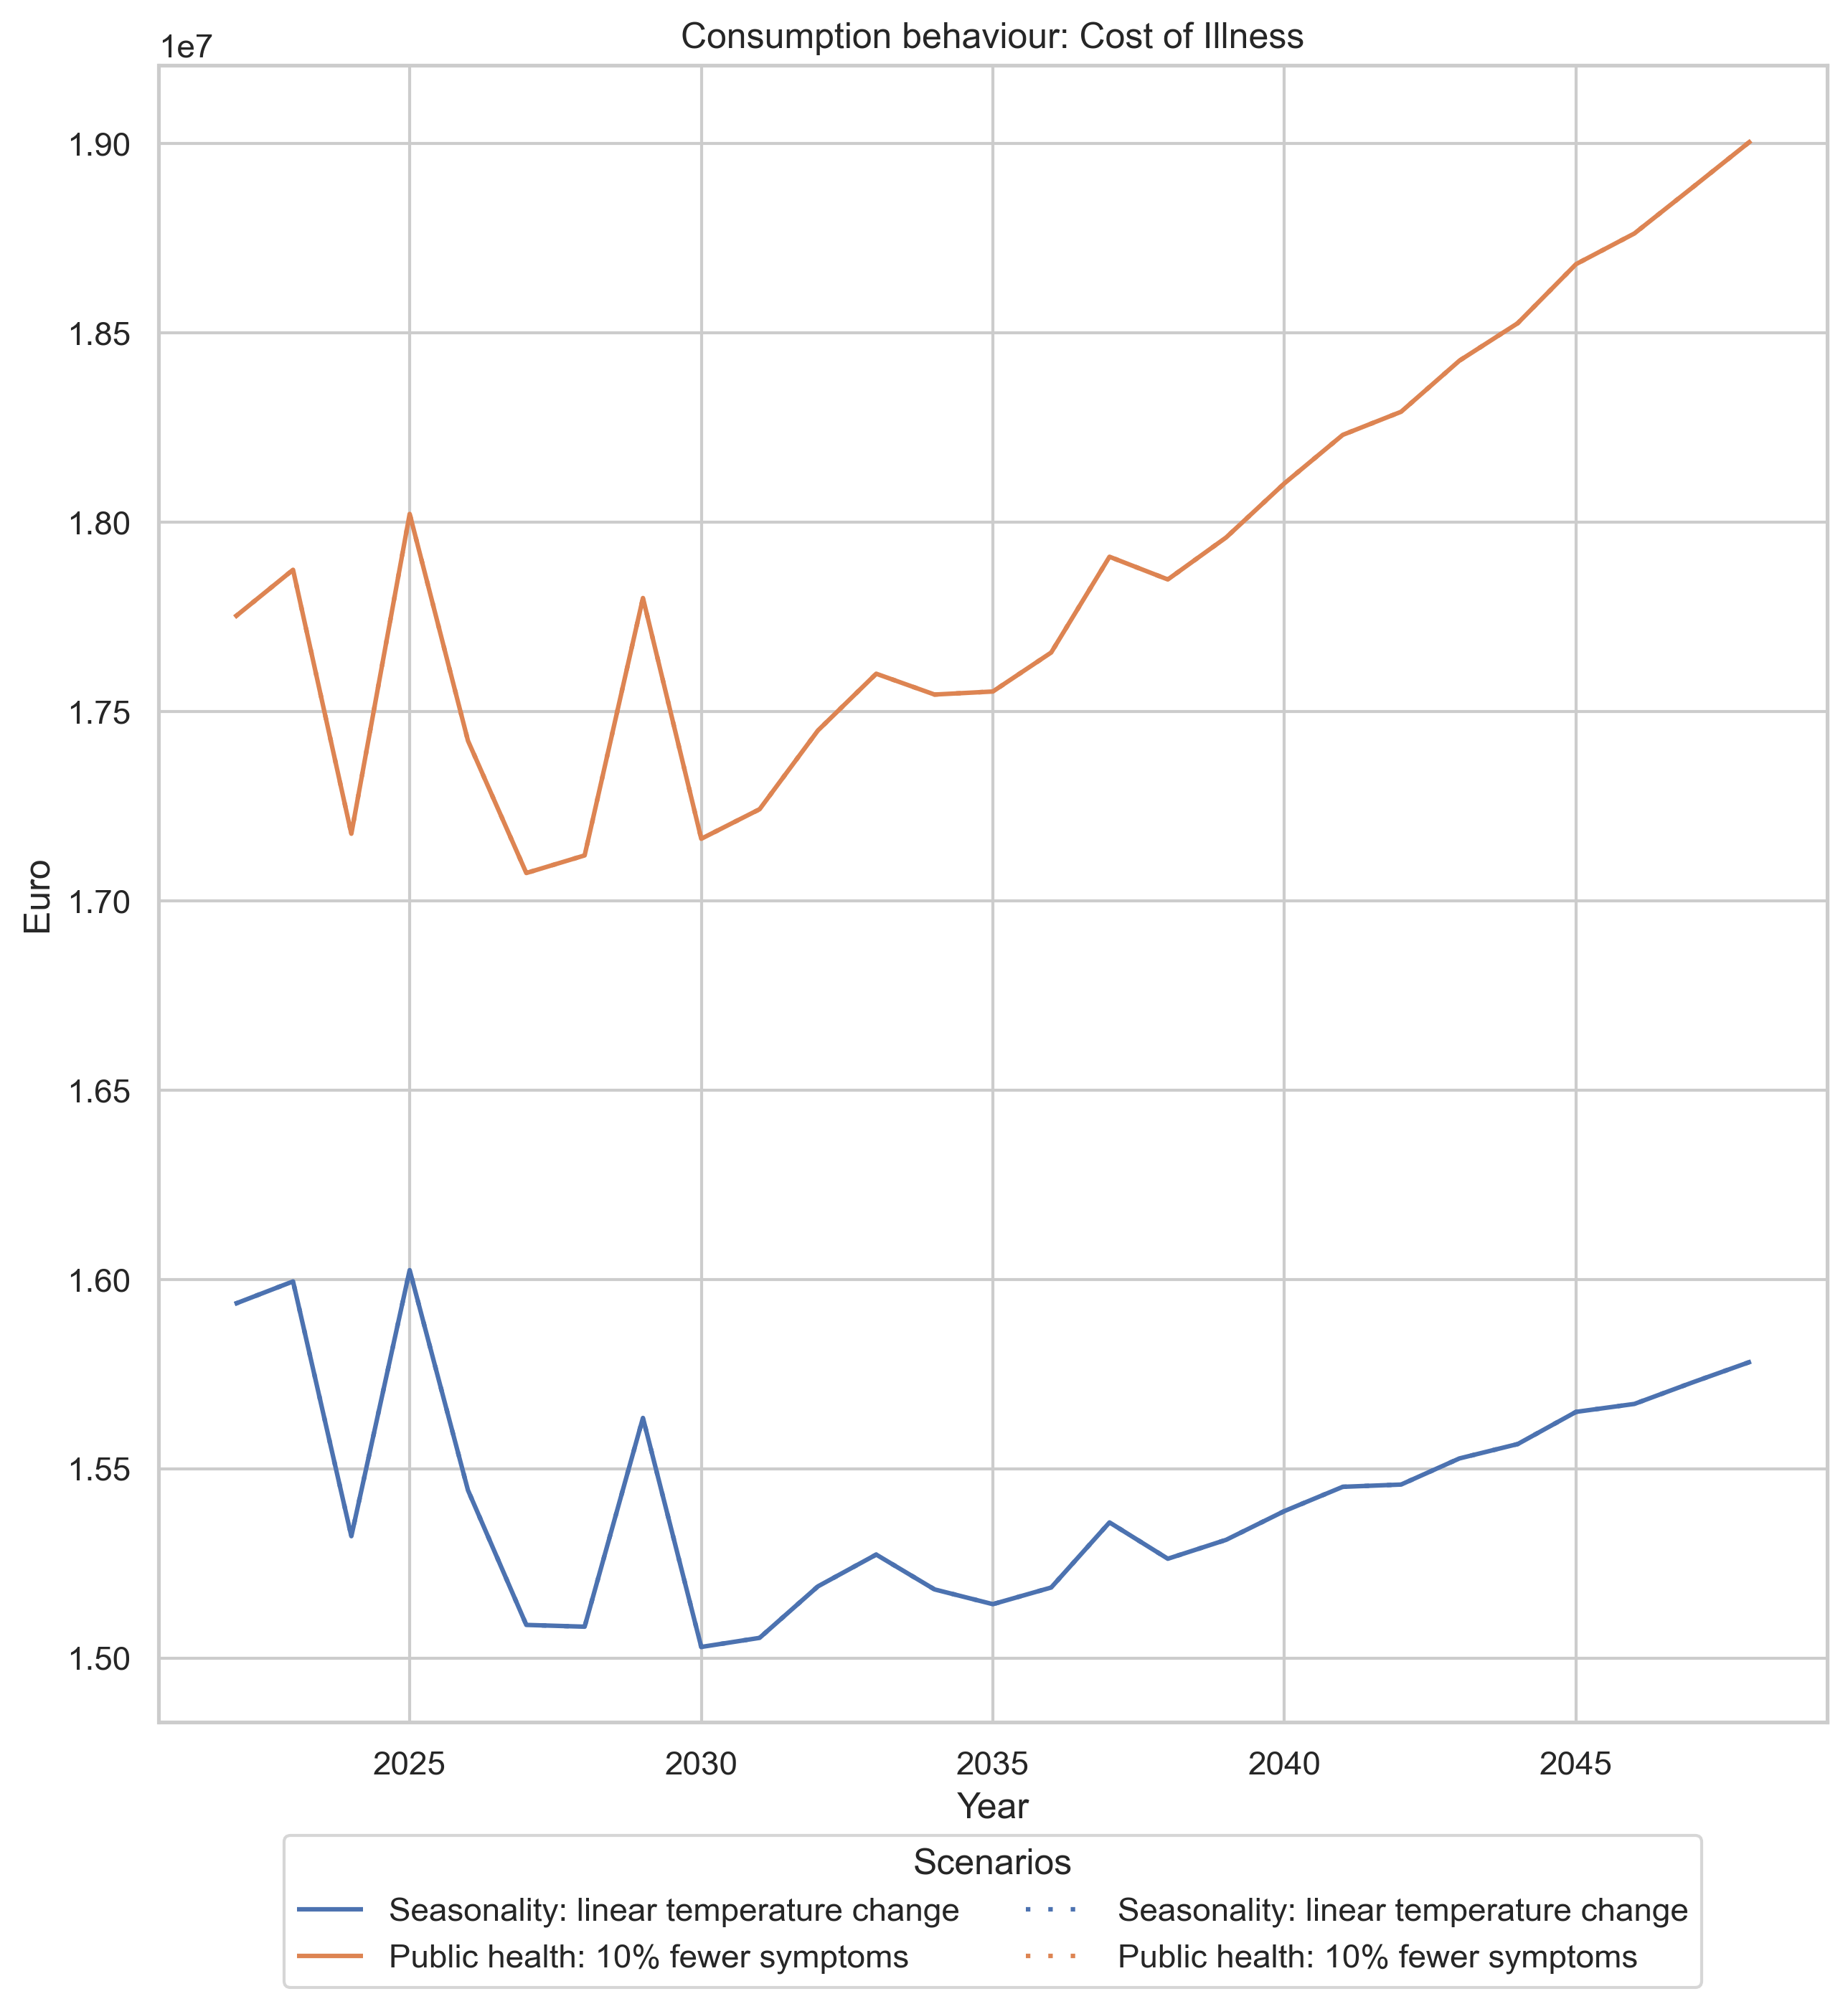 Consumption behaviour: Cost of Illness
1e7
1.90
1.85
1.80
1.75
1.70
1.65
1.60
1.55
1.50
Euro
2025 2030 2035 2040 2045
Year
Scenarios
Seasonality: linear temperature change Seasonality: linear temperature change
Public health: 10% fewer symptoms Public health: 10% fewer symptoms